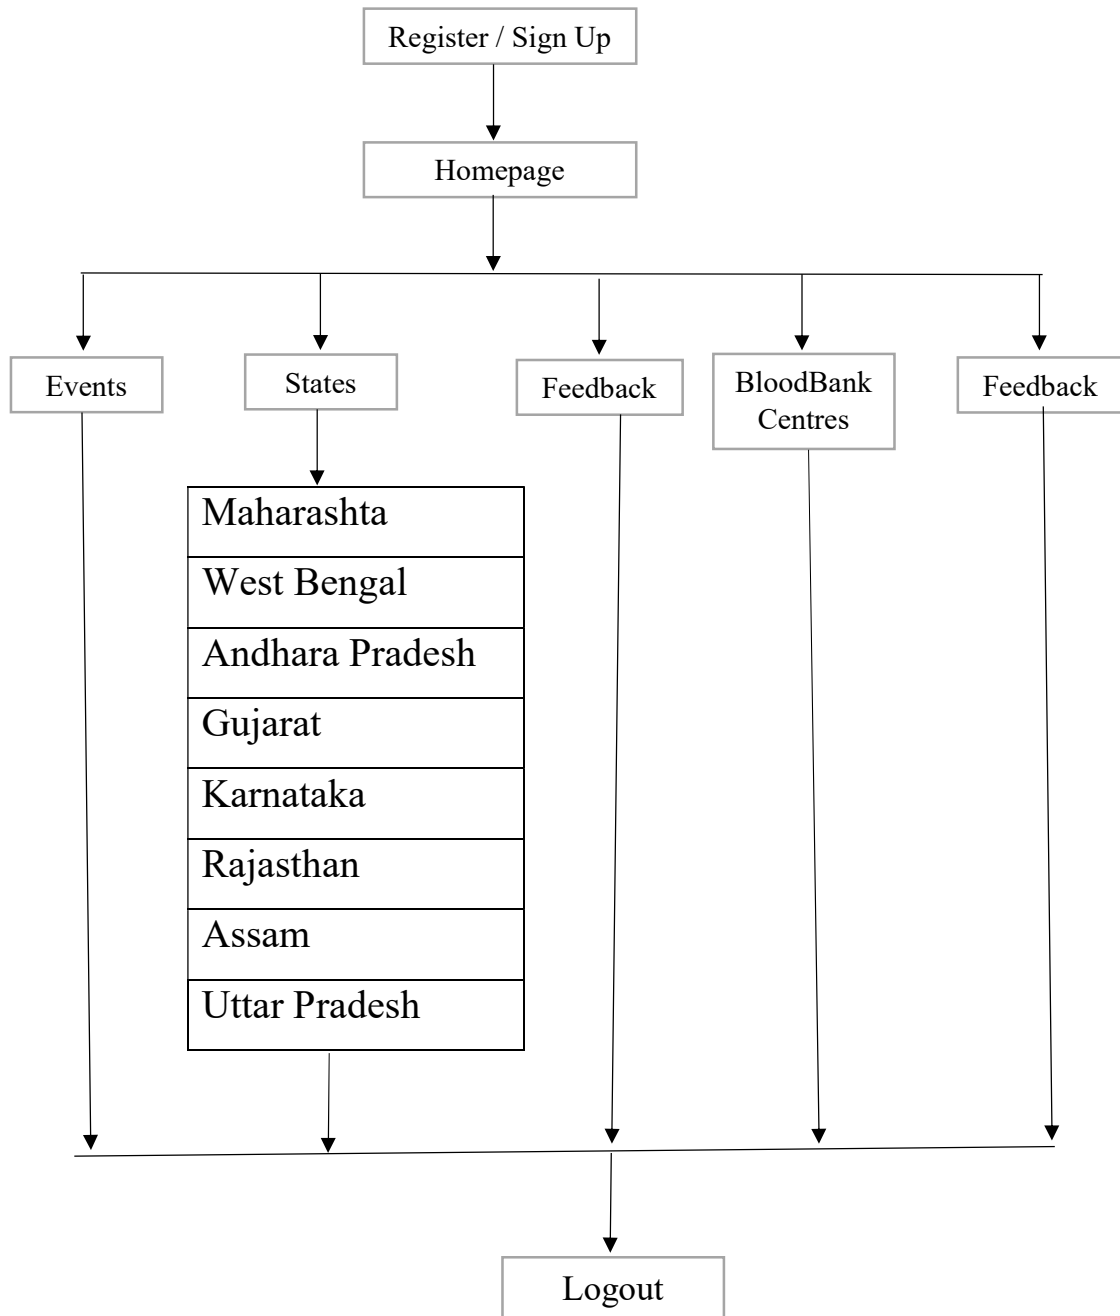 Register / Sign Up
Homepage
Events
States
Feedback
BloodBank
Centres
Feedback
Maharashta
West Bengal
Andhara Pradesh
Gujarat
Karnataka
Rajasthan
Assam
Uttar Pradesh
Logout